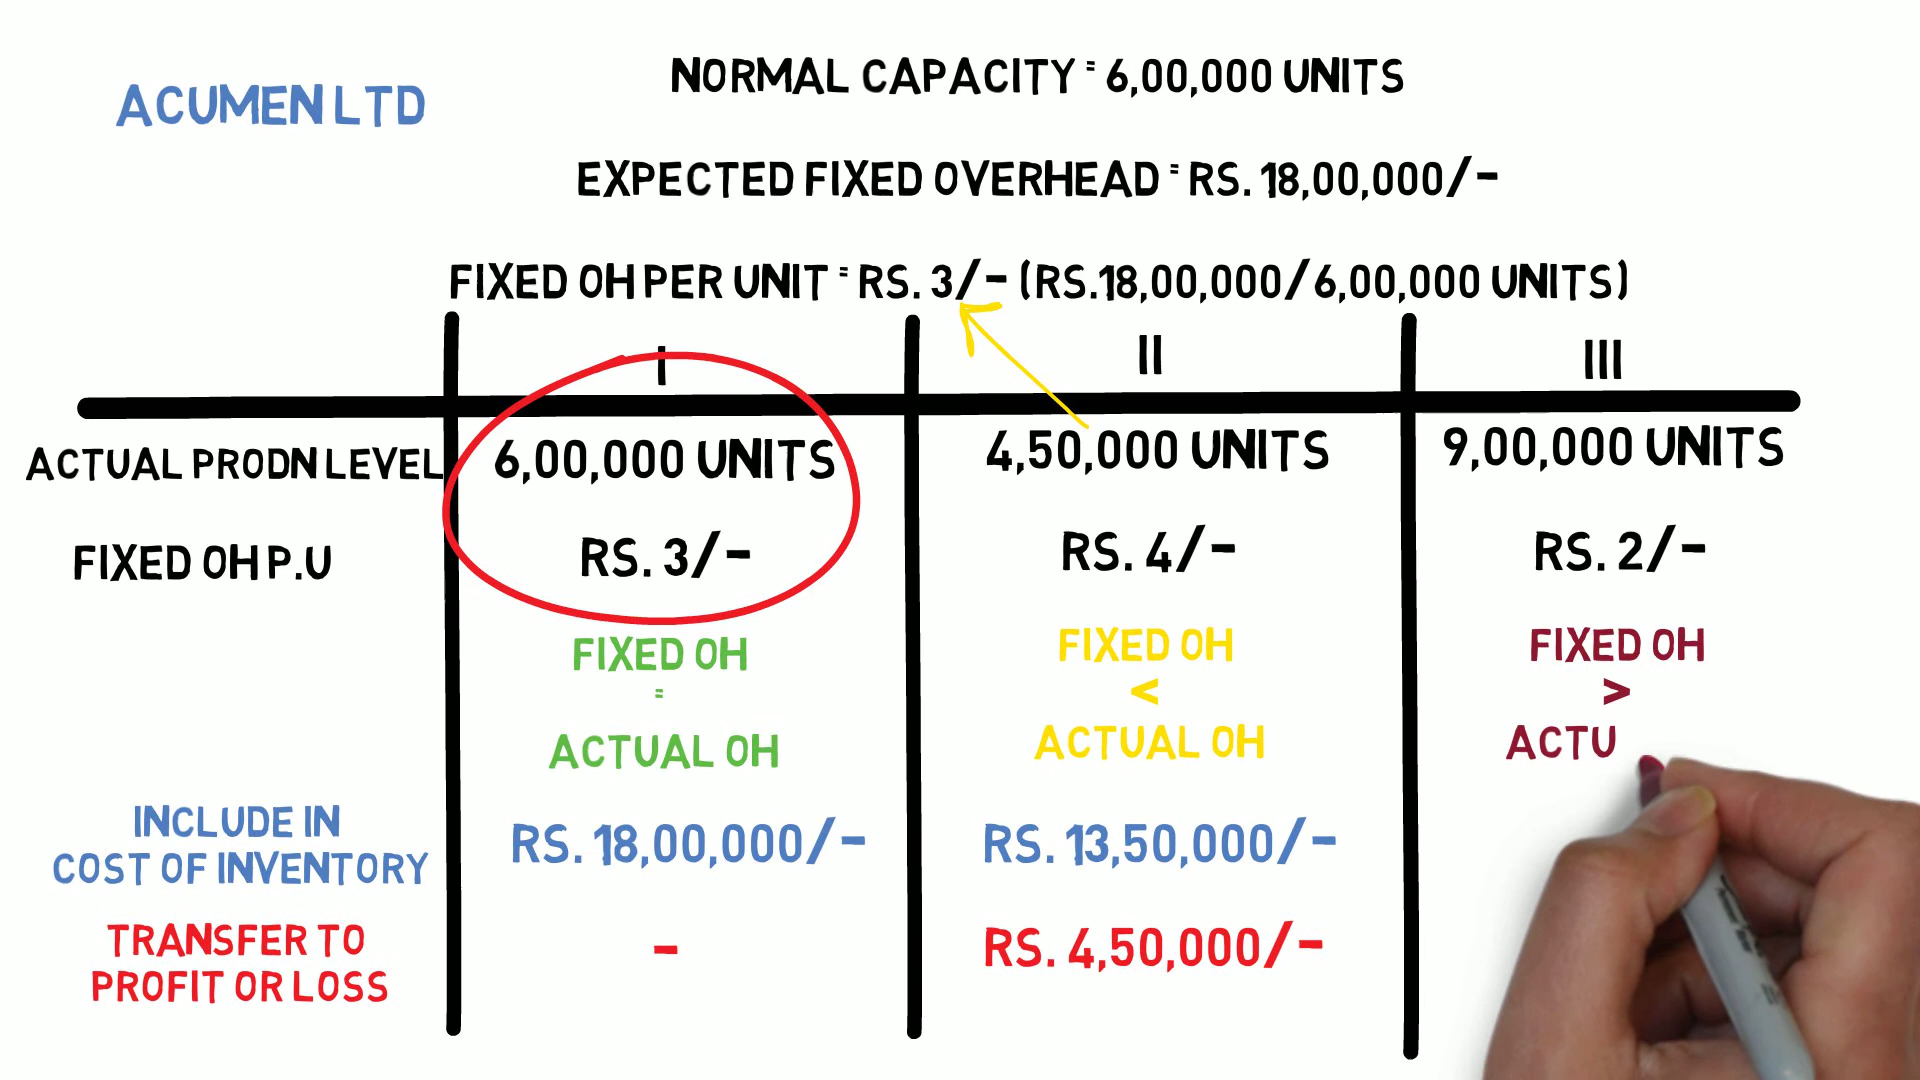 ACUMEN LTD
NORMAL CAPACITY = 6,00,000 UNITS
EXPECTED FIXED OVERHEAD = RS. 18,00,000/-
FIXED OH PER UNIT = RS. 3/- (RS.18,00,000/6,00,000 UNITS)
I II III
ACTUAL PRODN LEVEL 6,00,000 UNITS 4,50,000 UNITS 9,00,000 UNITS
FIXED OH P.U RS. 3/- RS. 4/- RS. 2/-
FIXED OH FIXED OH FIXED OH
= < >
ACTUAL OH ACTUAL OH ACTU
INCLUDE IN
COST OF INVENTORY RS. 18,00,000/- RS. 13,50,000/-
TRANSFER TO
PROFIT OR LOSS - RS. 4,50,000/-